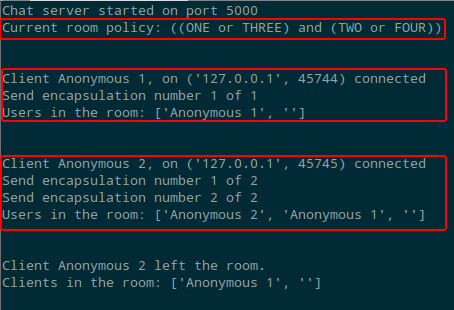 Chat server started on port 5000
Current room policy: ((ONE or THREE) and (TWO or FOUR))
Client Anonymous 1, on ('127.0.0.1', 45744) connected
Send encapsulation number 1 of 1
Users in the room: ['Anonymous 1', '']
Client Anonymous 2, on ('127.0.0.1', 45745) connected
Send encapsulation number 1 of 2
Send encapsulation number 2 of 2
Users in the room: ['Anonymous 2', 'Anonymous 1', '']
Client Anonymous 2 left the room.
Clients in the room: ['Anonymous 1', '']